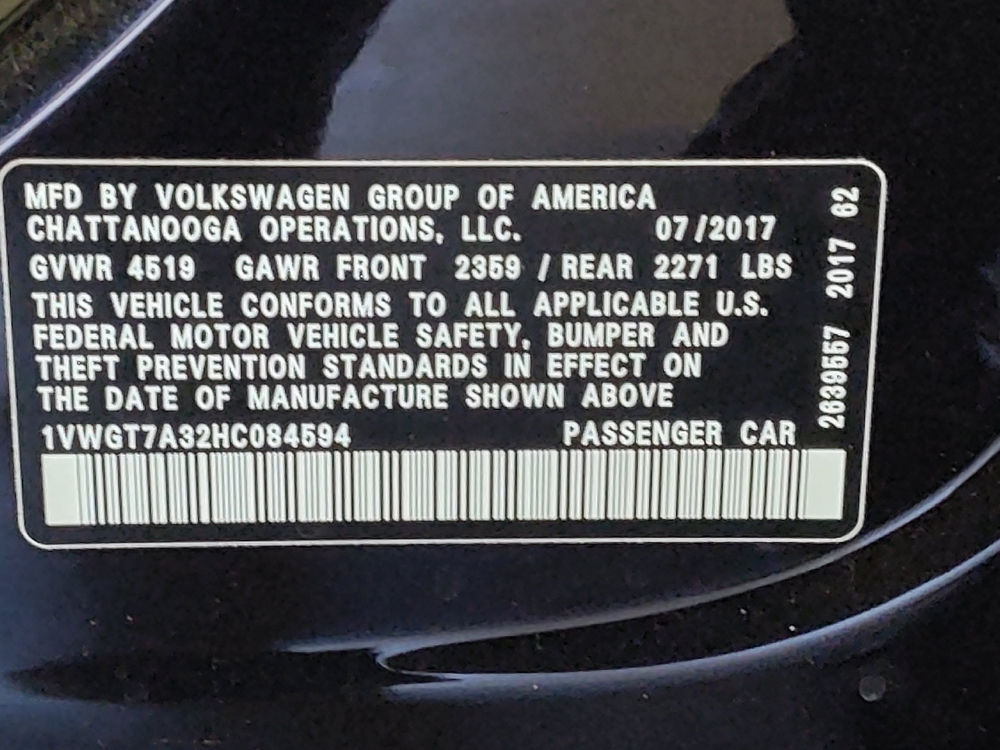 MFD BY VOLKSWAGEN GROUP OF AMERICA
CHATTANOOGA OPERATIONS, LLC. 07/2017
GVWR 4519 GAWR FRONT 2359 / REAR 2271 LBS
THIS VEHICLE CONFORMS TO ALL APPLICABLE U.S.
FEDERAL MOTOR VEHICLE SAFETY, BUMPER AND
THEFT PREVENTION STANDARDS IN EFFECT ON
THE DATE OF MANUFACTURE SHOWN ABOVE
1VWGT7A32HC084594 PASSENGER CAR
2639557 2017 62